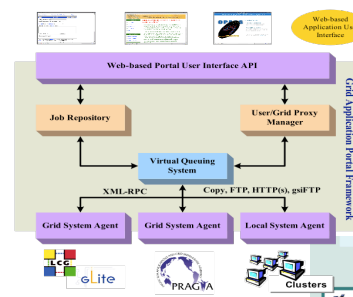 Web-based
Application User
Interface
Web-based Portal User Interface API
Job Repository
User/Grid Proxy
Manager
Grid Application Portal Framework
Virtual Queuing
System
XML-RPC
Copy, FTP, HTTP(s), gsiFTP
Grid System Agent
Grid System Agent
Local System Agent
LCG
gLite
PRAGMA
Clusters